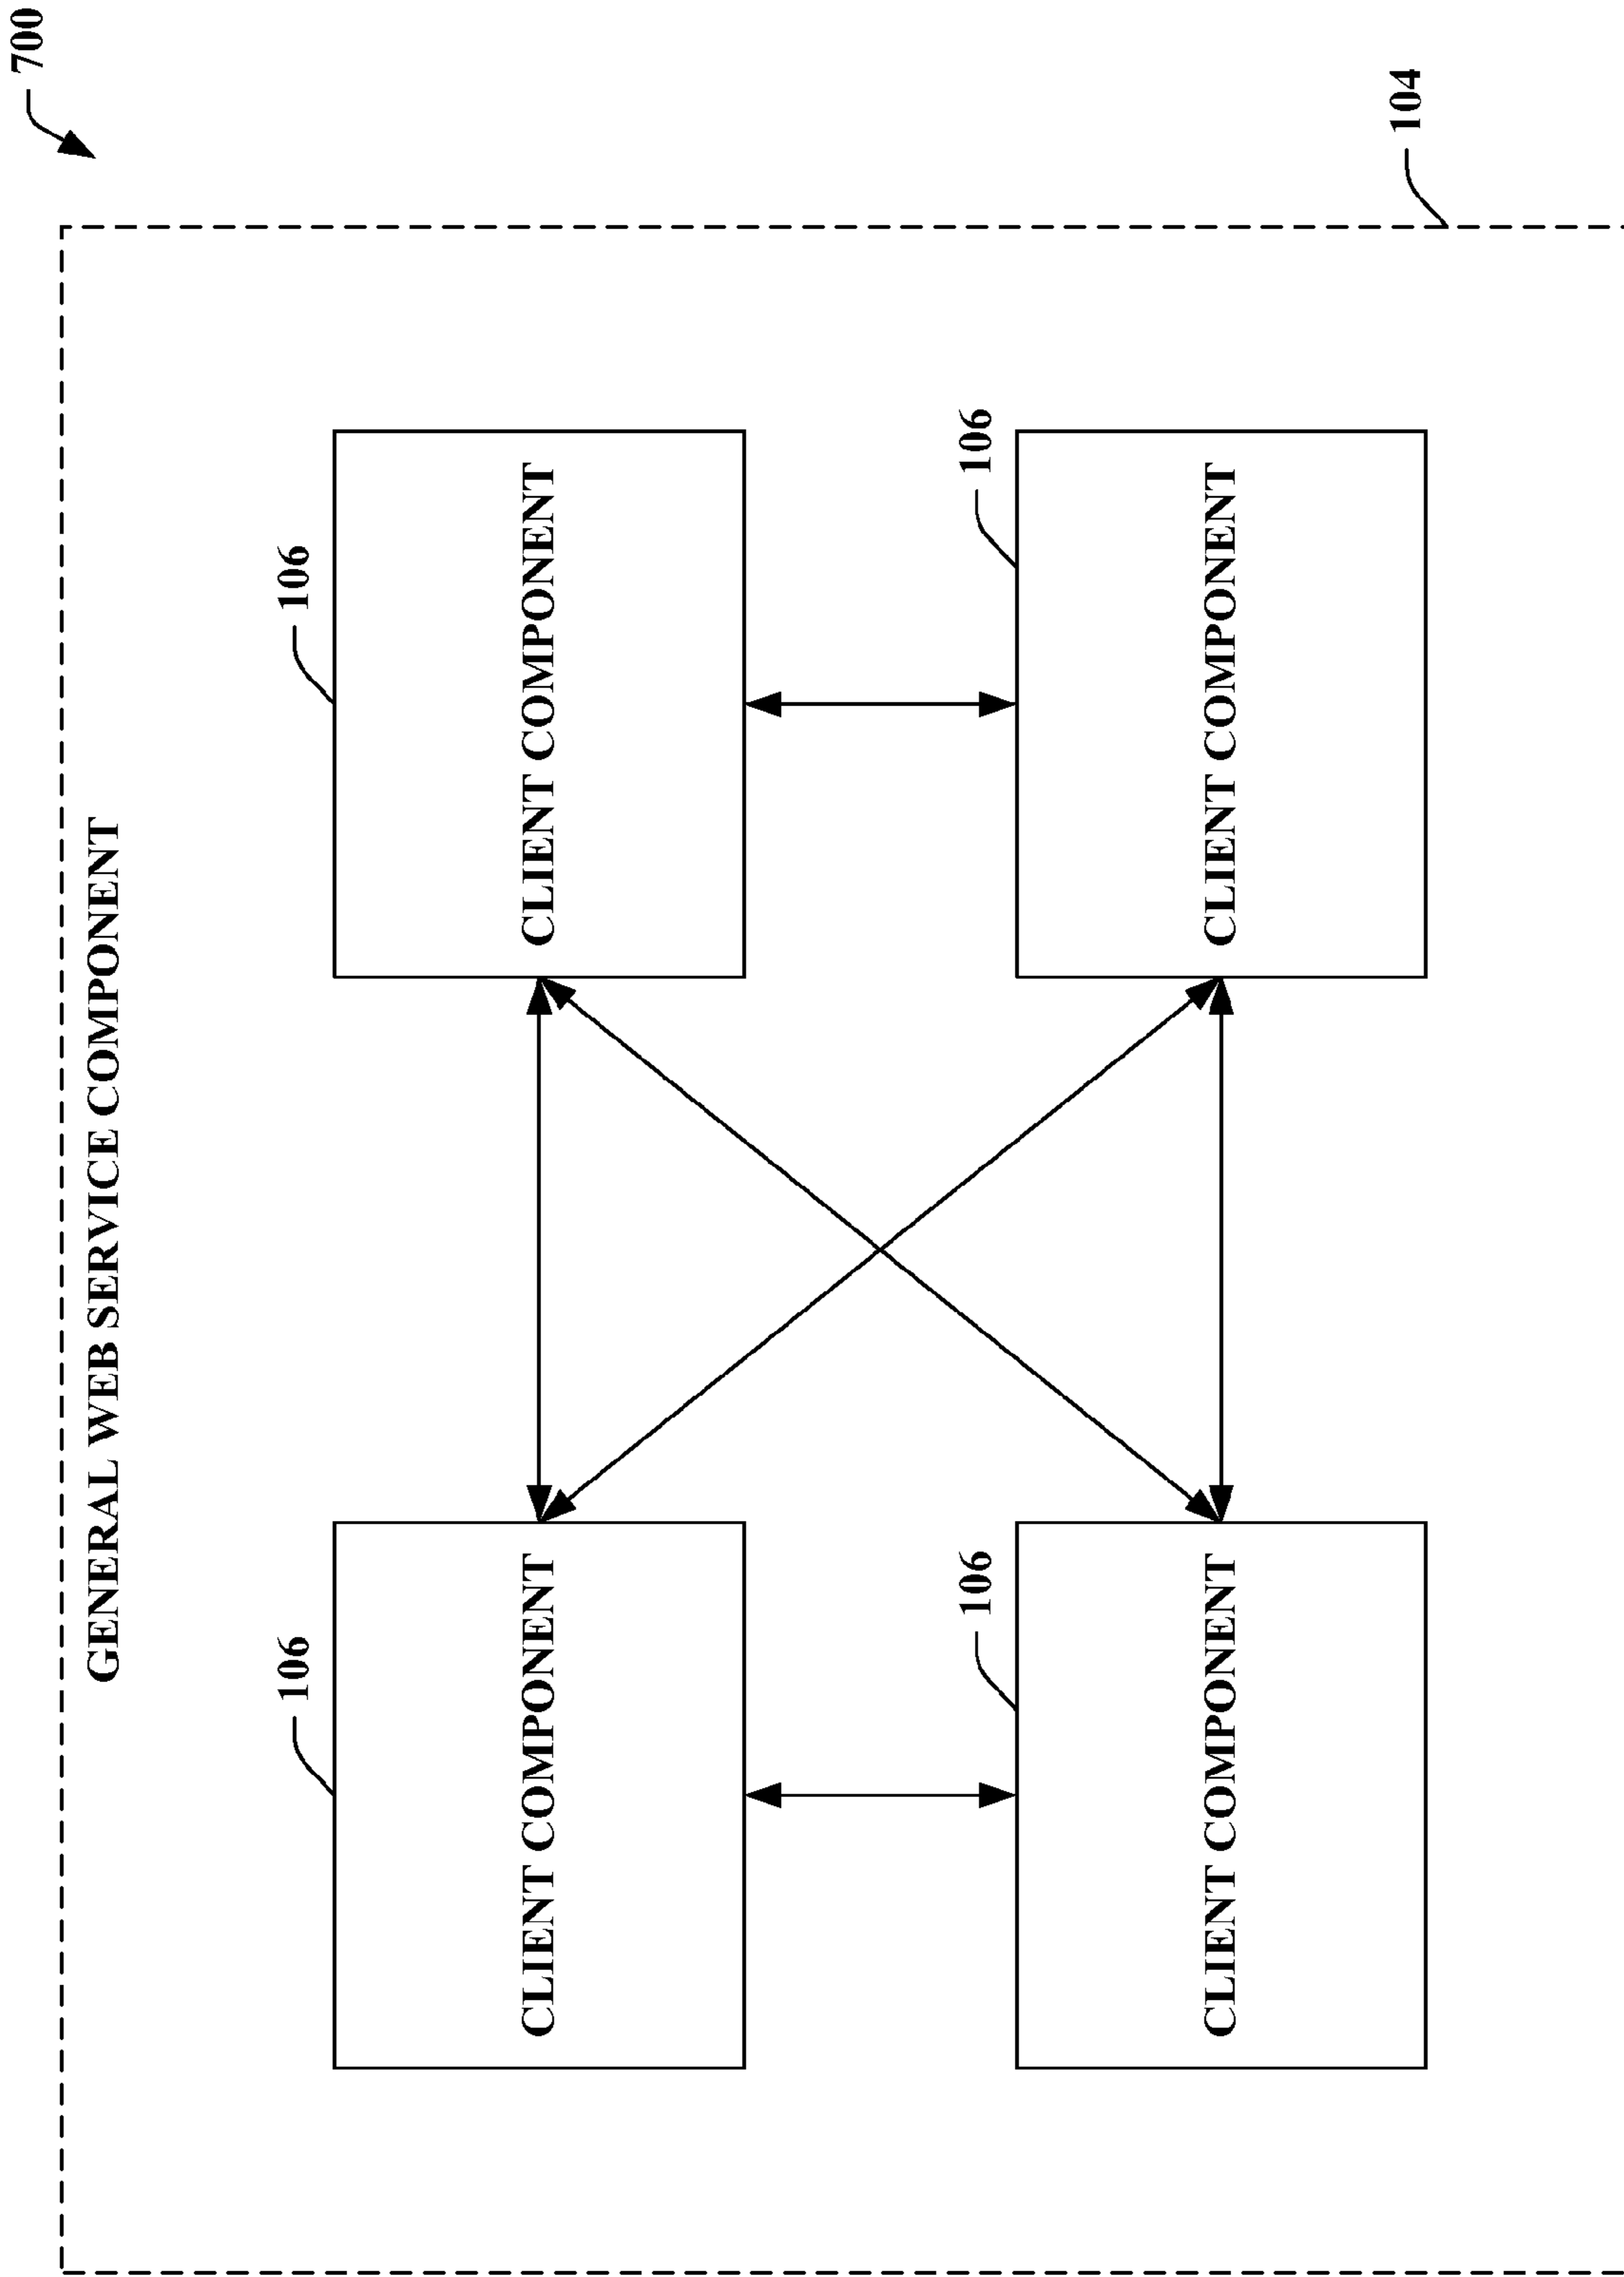 700
GENERAL WEB SERVICE COMPONENT
106
106
CLIENT COMPONENT
CLIENT COMPONENT
106
106
CLIENT COMPONENT
CLIENT COMPONENT
104